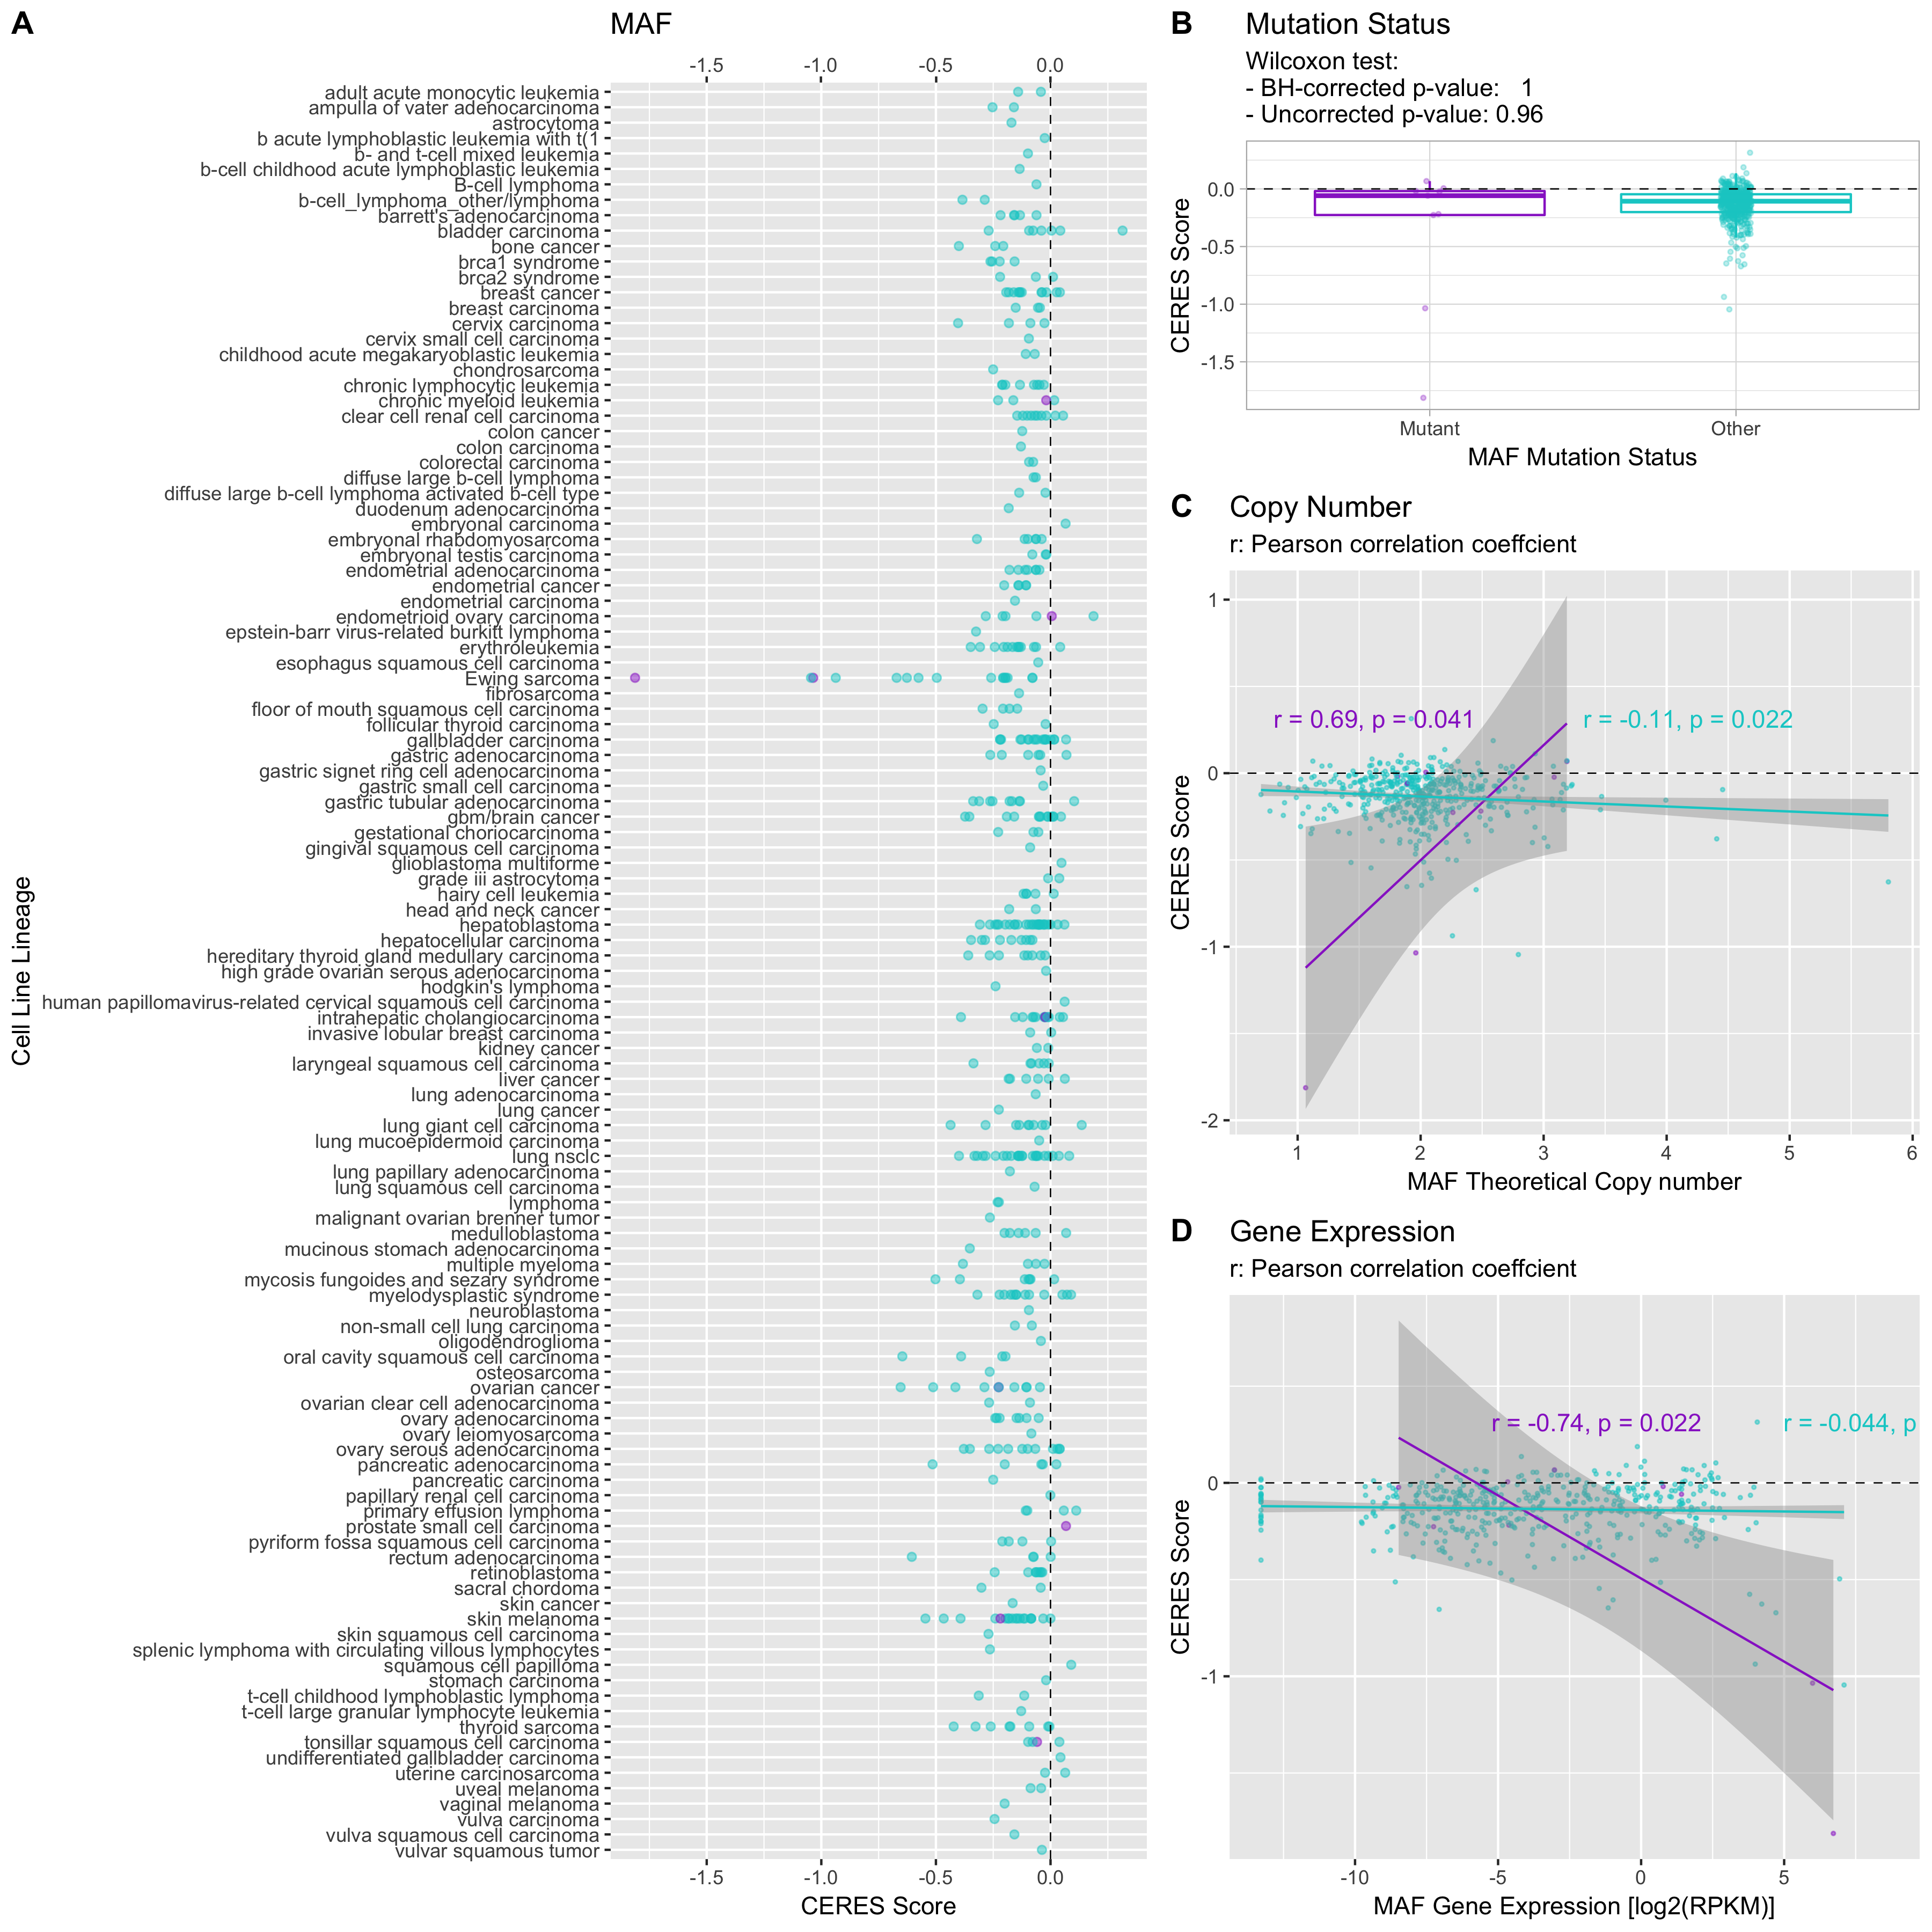 A
MAF
-1.5 -1.0 -0.5 0.0
Cell Line Lineage
adult acute monocytic leukemia
ampulla of vater adenocarcinoma
astrocytoma
b acute lymphoblastic leukemia with t(1
b- and t-cell mixed leukemia
b-cell childhood acute lymphoblastic leukemia
B-cell lymphoma
b-cell_lymphoma_other/lymphoma
barrett's adenocarcinoma
bladder carcinoma
bone cancer
brca1 syndrome
brca2 syndrome
breast cancer
breast carcinoma
cervix carcinoma
cervix small cell carcinoma
childhood acute megakaryoblastic leukemia
chondrosarcoma
chronic lymphocytic leukemia
chronic myeloid leukemia
clear cell renal cell carcinoma
colon cancer
colon carcinoma
colorectal carcinoma
diffuse large b-cell lymphoma
diffuse large b-cell lymphoma activated b-cell type
duodenum adenocarcinoma
embryonal carcinoma
embryonal rhabdomyosarcoma
embryonal testis carcinoma
endometrial adenocarcinoma
endometrial cancer
endometrial carcinoma
endometrioid ovary carcinoma
epstein-barr virus-related burkitt lymphoma
erythroleukemia
esophagus squamous cell carcinoma
Ewing sarcoma
fibrosarcoma
floor of mouth squamous cell carcinoma
follicular thyroid carcinoma
gallbladder carcinoma
gastric adenocarcinoma
gastric signet ring cell adenocarcinoma
gastric small cell carcinoma
gastric tubular adenocarcinoma
gbm/brain cancer
gestational choriocarcinoma
gingival squamous cell carcinoma
glioblastoma multiforme
grade iii astrocytoma
hairy cell leukemia
head and neck cancer
hepatoblastoma
hepatocellular carcinoma
hereditary thyroid gland medullary carcinoma
high grade ovarian serous adenocarcinoma
hodgkin's lymphoma
human papillomavirus-related cervical squamous cell carcinoma
intrahepatic cholangiocarcinoma
invasive lobular breast carcinoma
kidney cancer
laryngeal squamous cell carcinoma
liver cancer
lung adenocarcinoma
lung cancer
lung giant cell carcinoma
lung mucoepidermoid carcinoma
lung nsclc
lung papillary adenocarcinoma
lung squamous cell carcinoma
lymphoma
malignant ovarian brenner tumor
medulloblastoma
mucinous stomach adenocarcinoma
multiple myeloma
mycosis fungoides and sezary syndrome
myelodysplastic syndrome
neuroblastoma
non-small cell lung carcinoma
oligodendroglioma
oral cavity squamous cell carcinoma
osteosarcoma
ovarian cancer
ovarian clear cell adenocarcinoma
ovary adenocarcinoma
ovary leiomyosarcoma
ovary serous adenocarcinoma
pancreatic adenocarcinoma
pancreatic carcinoma
papillary renal cell carcinoma
primary effusion lymphoma
prostate small cell carcinoma
pyriform fossa squamous cell carcinoma
rectum adenocarcinoma
retinoblastoma
sacral chordoma
skin cancer
skin melanoma
skin squamous cell carcinoma
splenic lymphoma with circulating villous lymphocytes
squamous cell papilloma
stomach carcinoma
t-cell childhood lymphoblastic lymphoma
t-cell large granular lymphocyte leukemia
thyroid sarcoma
tonsillar squamous cell carcinoma
undifferentiated gallbladder carcinoma
uterine carcinosarcoma
uveal melanoma
vaginal melanoma
vulva carcinoma
vulva squamous cell carcinoma
vulvar squamous tumor
-1.5 -1.0 -0.5 0.0
CERES Score
B Mutation Status
Wilcoxon test:
- BH-corrected p-value: 1
- Uncorrected p-value: 0.96
CERES Score
0.0
-0.5
-1.0
-1.5
Mutant Other
MAF Mutation Status
C Copy Number
r: Pearson correlation coeffcient
CERES Score
1
0
-1
-2
r = 0.69, p = 0.041
r = -0.11, p = 0.022
1 2 3 4 5 6
MAF Theoretical Copy number
D Gene Expression
r: Pearson correlation coeffcient
CERES Score
0
-1
r = -0.74, p = 0.022
r = -0.044, p
-10 -5 0 5
MAF Gene Expression [log2(RPKM)]